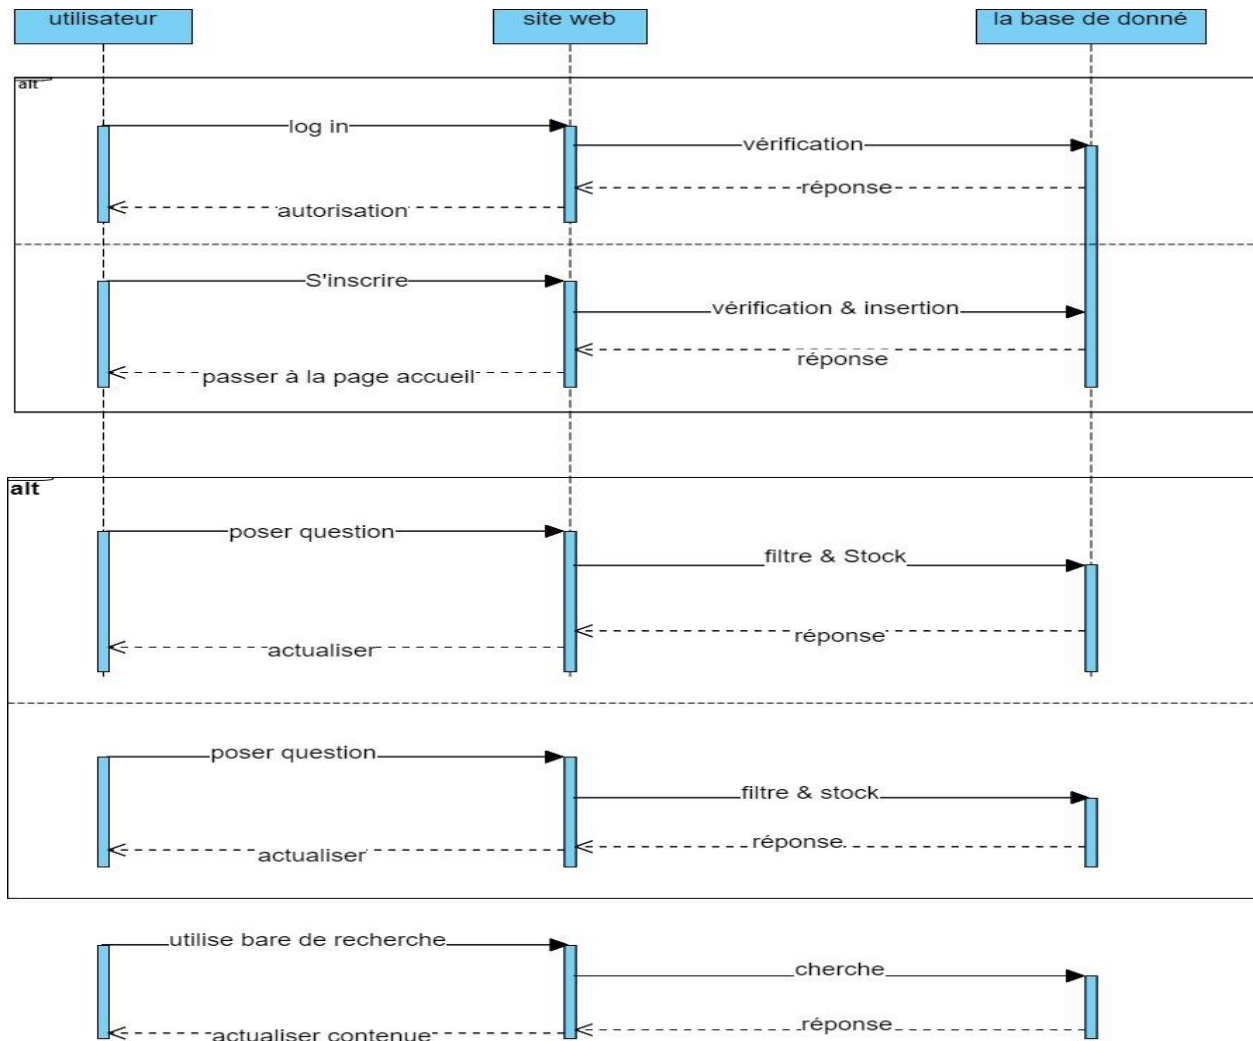 utilisateur
site web
la base de donné
alt
log in
vérification
réponse
autorisation
S'inscrire
vérification & insertion
réponse
passer à la page accueil
alt
poser question
filtre & Stock
réponse
actualiser
poser question
filtre & stock
réponse
actualiser
utilise bare de recherche
cherche
réponse
actualiser contenue